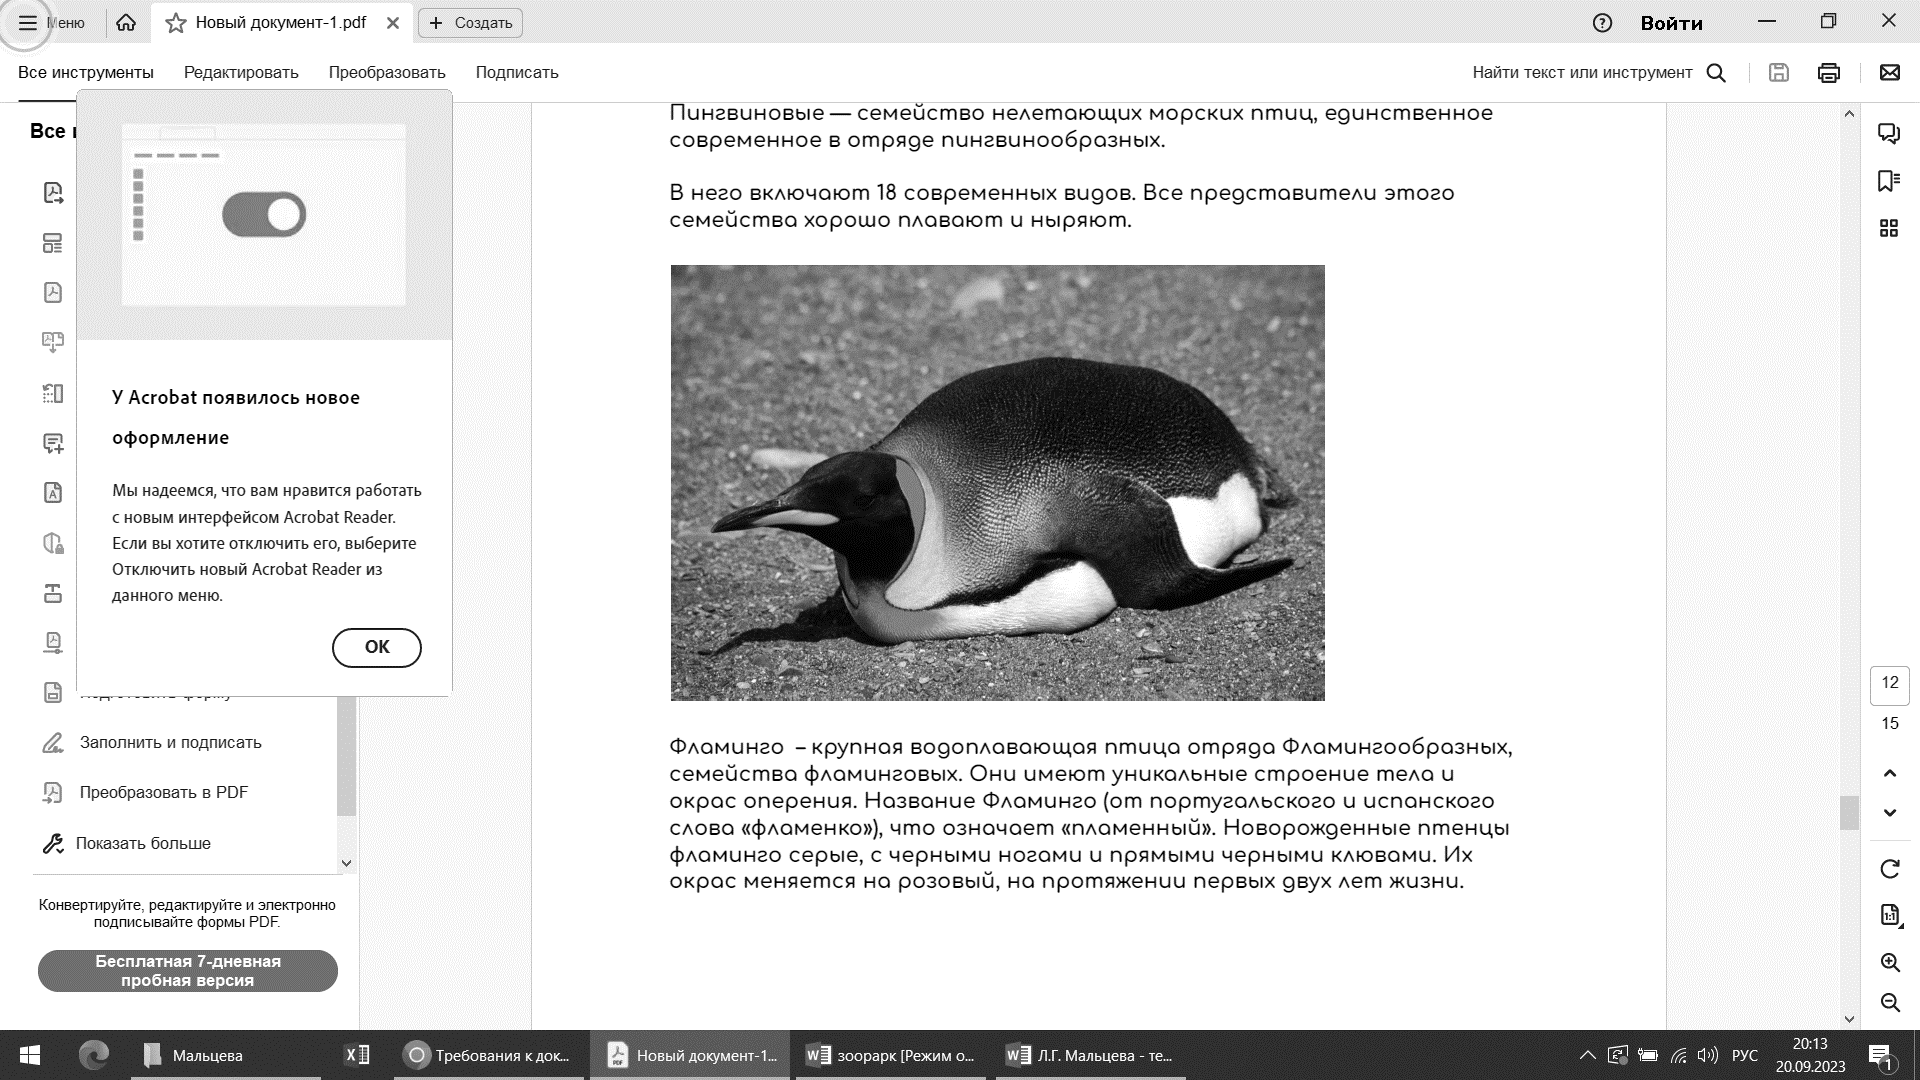 Меню
Новый документ-1.pdf
Создать
Войти
Все инструменты
Редактировать
Преобразовать
Подписать
Найти текст или инструмент
Все
У Acrobat появилось новое
оформление
Мы надеемся, что вам нравится работать
с новым интерфейсом Acrobat Reader.
Если вы хотите отключить его, выберите
Отключить новый Acrobat Reader из
данного меню.
OK
Заполнить и подписать
Преобразовать в PDF
Показать больше
Конвертируйте, редактируйте и электронно
подписывайте формы PDF.
Бесплатная 7-дневная
пробная версия
Пингвиновые — семейство нелетающих морских птиц, единственное
современное в отряде пингвинообразных.
В него включают 18 современных видов. Все представители этого
семейства хорошо плавают и ныряют.
Фламинго – крупная водоплавающая птица отряда Фламингообразных,
семейства фламинговых. Они имеют уникальные строение тела и
окрас оперения. Название Фламинго (от португальского и испанского
слова «фламенко»), что означает «пламенный». Новорожденные птенцы
фламинго серые, с черными ногами и прямыми черными клювами. Их
окрас меняется на розовый, на протяжении первых двух лет жизни.
12
15
1:1
Мальцева
Требования к док...
Новый документ-1...
зоорарк [Режим о...
Л.Г. Мальцева - те...
РУС
20:13
20.09.2023
1